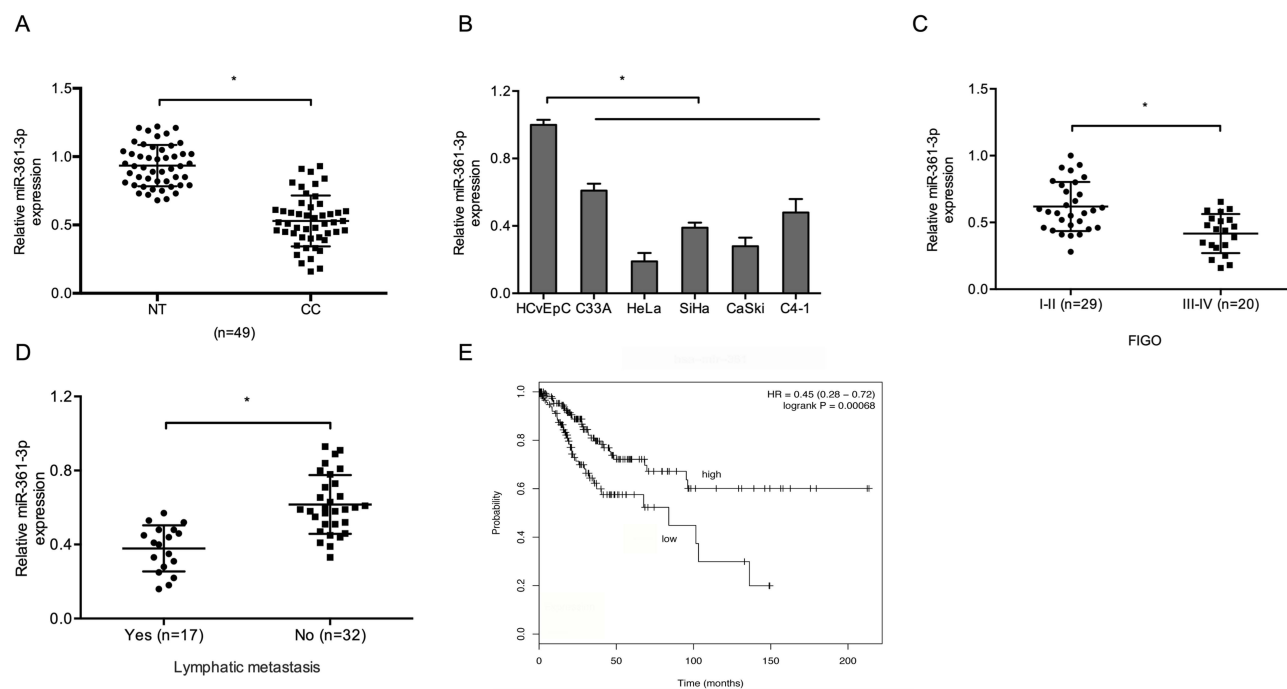 A
Relative miR-361-3p
expression
1.5
1.0
0.5
0.0
*
NT
CC
(n=49)
B
Relative miR-361-3p
expression
1.2
0.8
0.4
0.0
*
HCvEpC
C33A
HeLa
SiHa
CaSki
C4-1
C
Relative miR-361-3p
expression
1.5
1.0
0.5
0.0
*
I-II (n=29)
III-IV (n=20)
FIGO
D
Relative miR-361-3p
expression
1.2
0.8
0.4
0.0
*
Yes (n=17)
No (n=32)
Lymphatic metastasis
E
Probability
1.0
0.8
0.6
0.4
0.2
0.0
HR = 0.45 (0.28 − 0.72)
logrank P = 0.00068
high
low
0
50
100
150
200
Time (months)